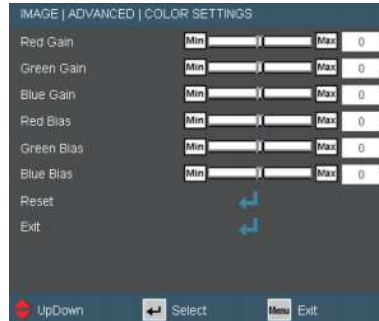 IMAGE | ADVANCED | COLOR SETTINGS
Red Gain Min Max 0
Green Gain Min Max 0
Blue Gain Min Max 0
Red Bias Min Max 0
Green Bias Min Max 0
Blue Bias Min Max 0
Reset
Exit
UpDown Select Menu Exit